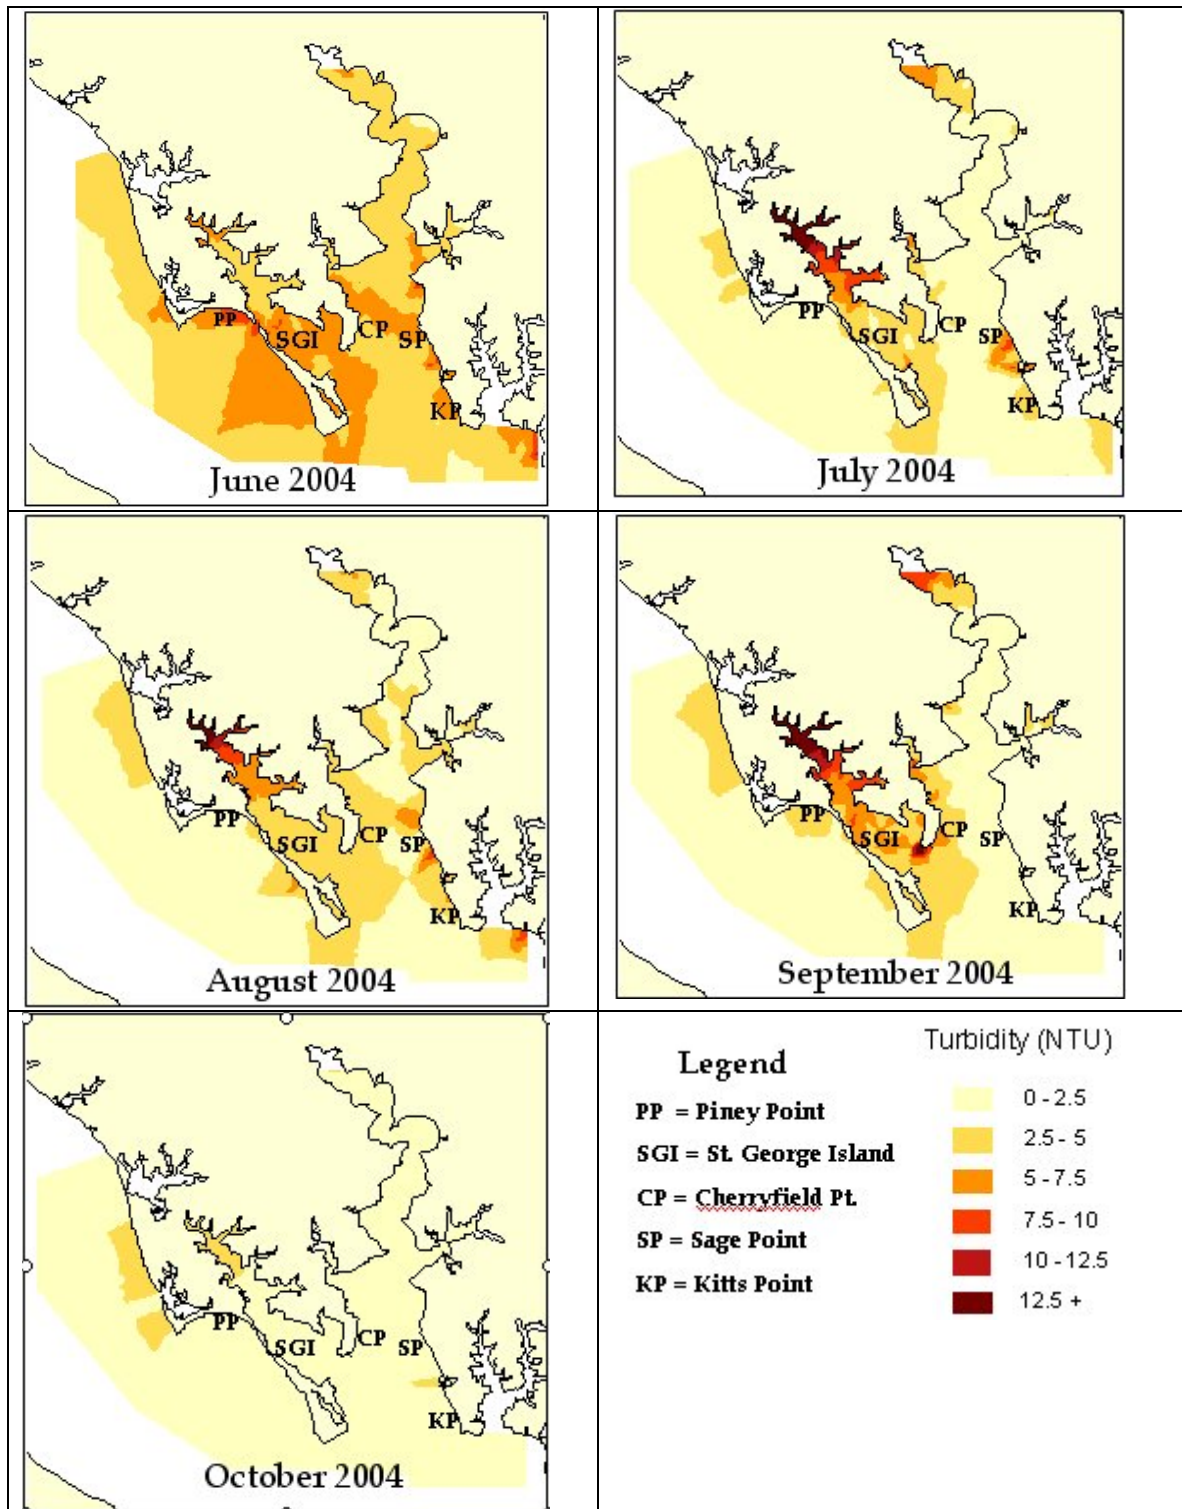 PP
SGI
CP
SP
KP
June 2004
PP
SGI
CP
SP
KP
July 2004
PP
SGI
CP
SP
KP
August 2004
PP
SGI
CP
SP
KP
September 2004
PP
SGI
CP
SP
KP
October 2004
Legend
PP = Piney Point
SGI = St. George Island
CP = Cherryfield Pt.
SP = Sage Point
KP = Kitts Point
Turbidity (NTU)
0 - 2.5
2.5 - 5
5 - 7.5
7.5 - 10
10 - 12.5
12.5 +